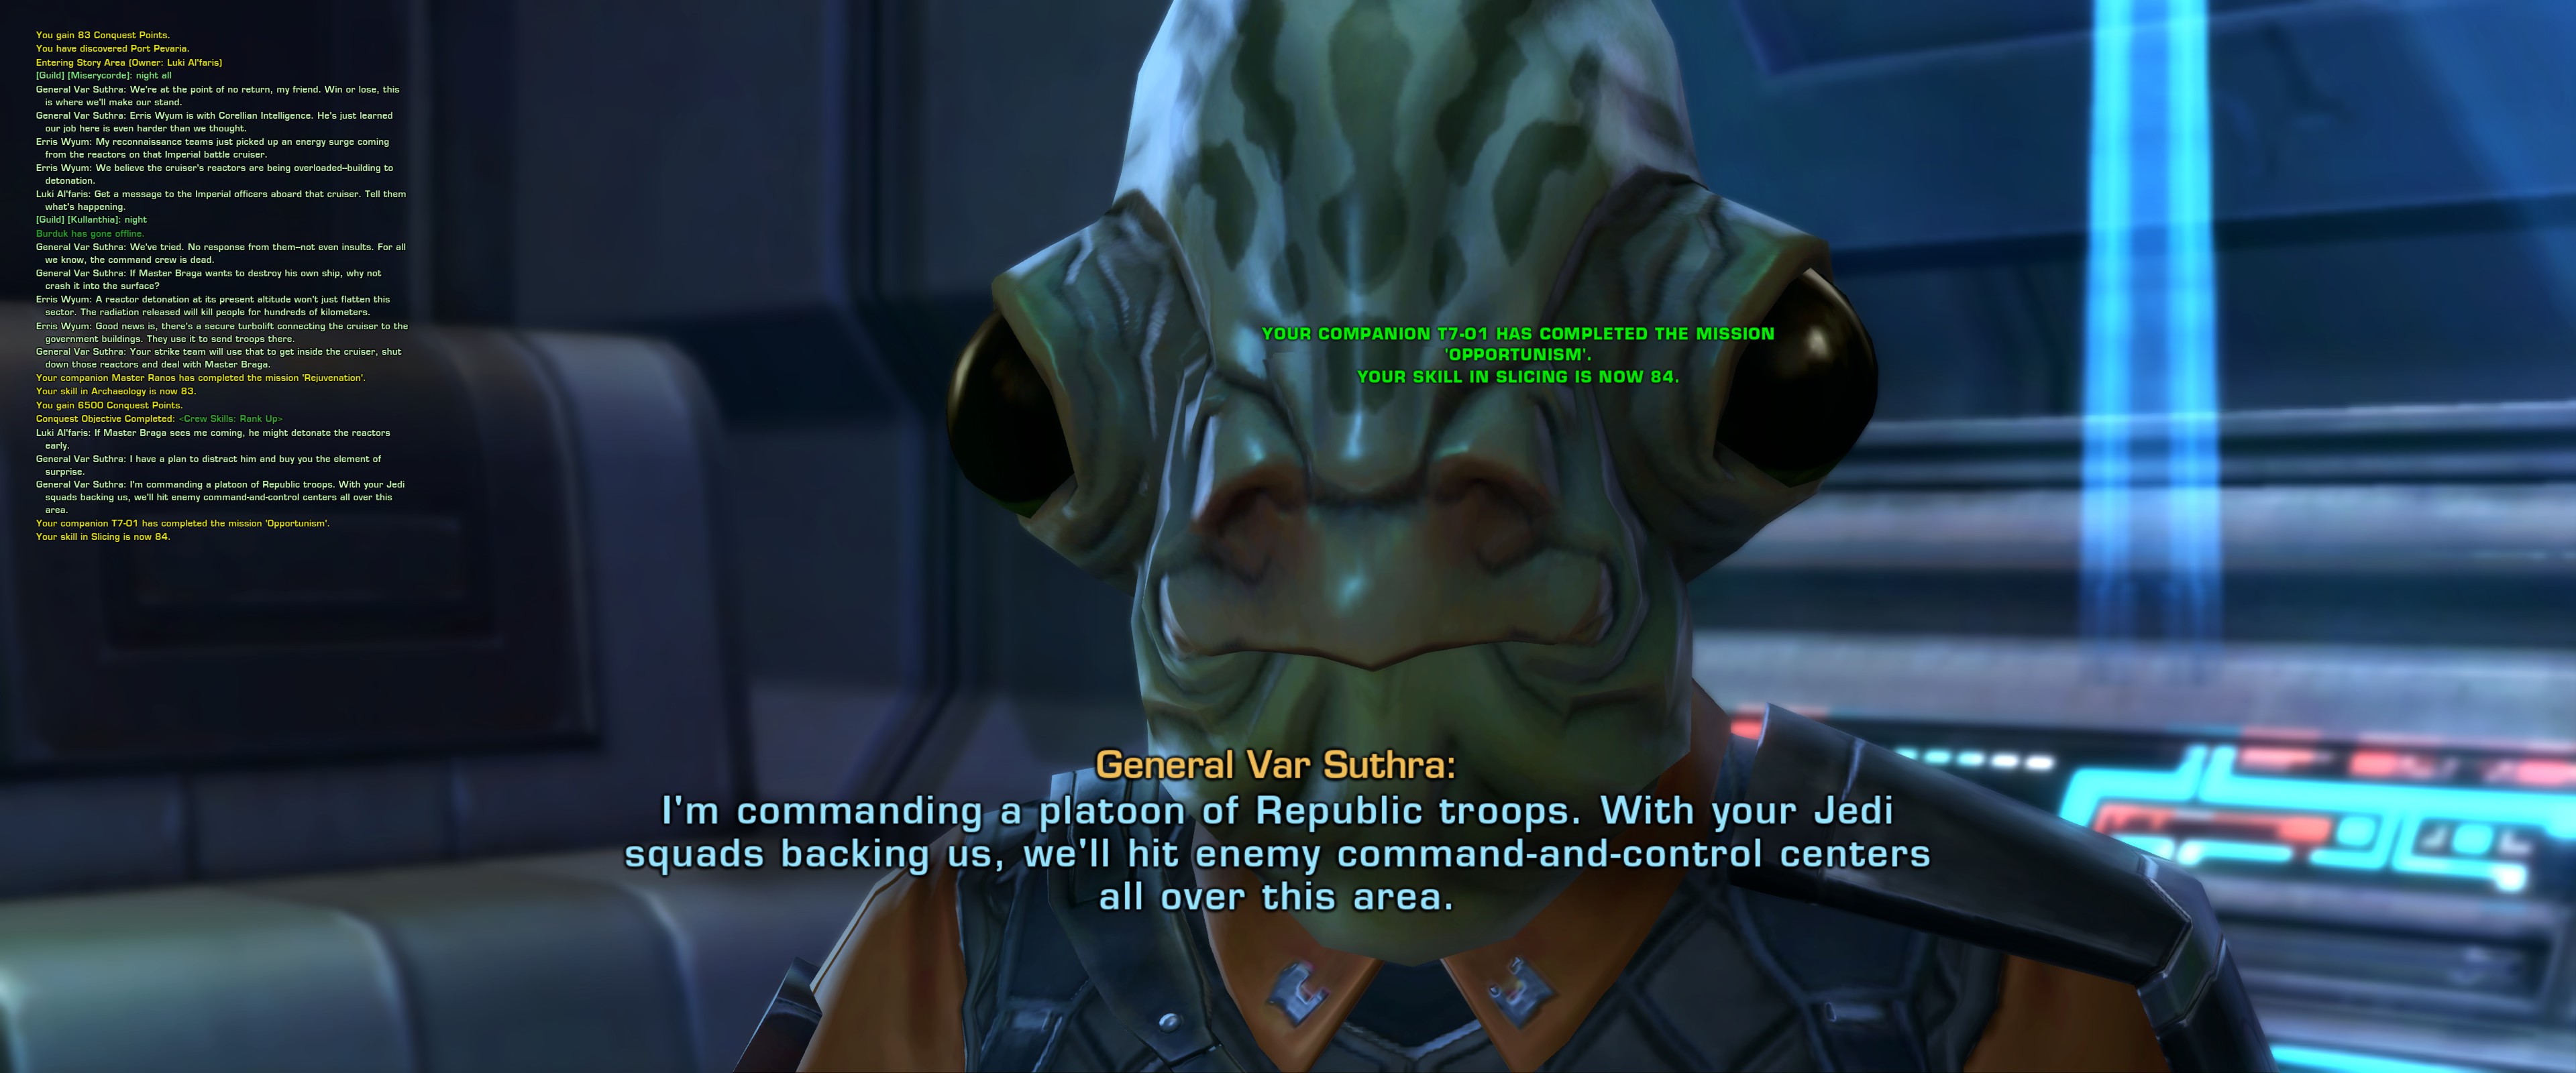 You gain 83 Conquest Points.
You have discovered Port Pevaria.
Entering Story Area (Owner: Luki Al'faris)
[Guild] [Miserycorde]: night all
General Var Suthra: We're at the point of no return, my friend. Win or lose, this
is where we'll make our stand.
General Var Suthra: Erris Wyum is with Corellian Intelligence. He's just learned
our job here is even harder than we thought.
Erris Wyum: My reconnaissance teams just picked up an energy surge coming
from the reactors on that Imperial battle cruiser.
Erris Wyum: We believe the cruiser's reactors are being overloaded—building to
detonation.
Luki Al'faris: Get a message to the Imperial officers aboard that cruiser. Tell them
what's happening.
[Guild] [Kullanthia]: night
Burduk has gone offline.
General Var Suthra: We've tried. No response from them—not even insults. For all
we know, the command crew is dead.
General Var Suthra: If Master Braga wants to destroy his own ship, why not
crash it into the surface?
Erris Wyum: A reactor detonation at its present altitude won't just flatten this
sector. The radiation released will kill people for hundreds of kilometers.
Erris Wyum: Good news is, there's a secure turbolift connecting the cruiser to the
government buildings. They use it to send troops there.
General Var Suthra: Your strike team will use that to get inside the cruiser, shut
down those reactors and deal with Master Braga.
Your companion Master Ranos has completed the mission 'Rejuvenation'.
Your skill in Archaeology is now 83.
You gain 6500 Conquest Points.
Conquest Objective Completed: <Crew Skills: Rank Up>
Luki Al'faris: If Master Braga sees me coming, he might detonate the reactors
early.
General Var Suthra: I have a plan to distract him and buy you the element of
surprise.
General Var Suthra: I'm commanding a platoon of Republic troops. With your Jedi
squads backing us, we'll hit enemy command-and-control centers all over this
area.
Your companion T7-01 has completed the mission 'Opportunism'.
Your skill in Slicing is now 84.
YOUR COMPANION T7-01 HAS COMPLETED THE MISSION
'OPPORTUNISM'.
YOUR SKILL IN SLICING IS NOW 84.
General Var Suthra:
I'm commanding a platoon of Republic troops. With your Jedi
squads backing us, we'll hit enemy command-and-control centers
all over this area.